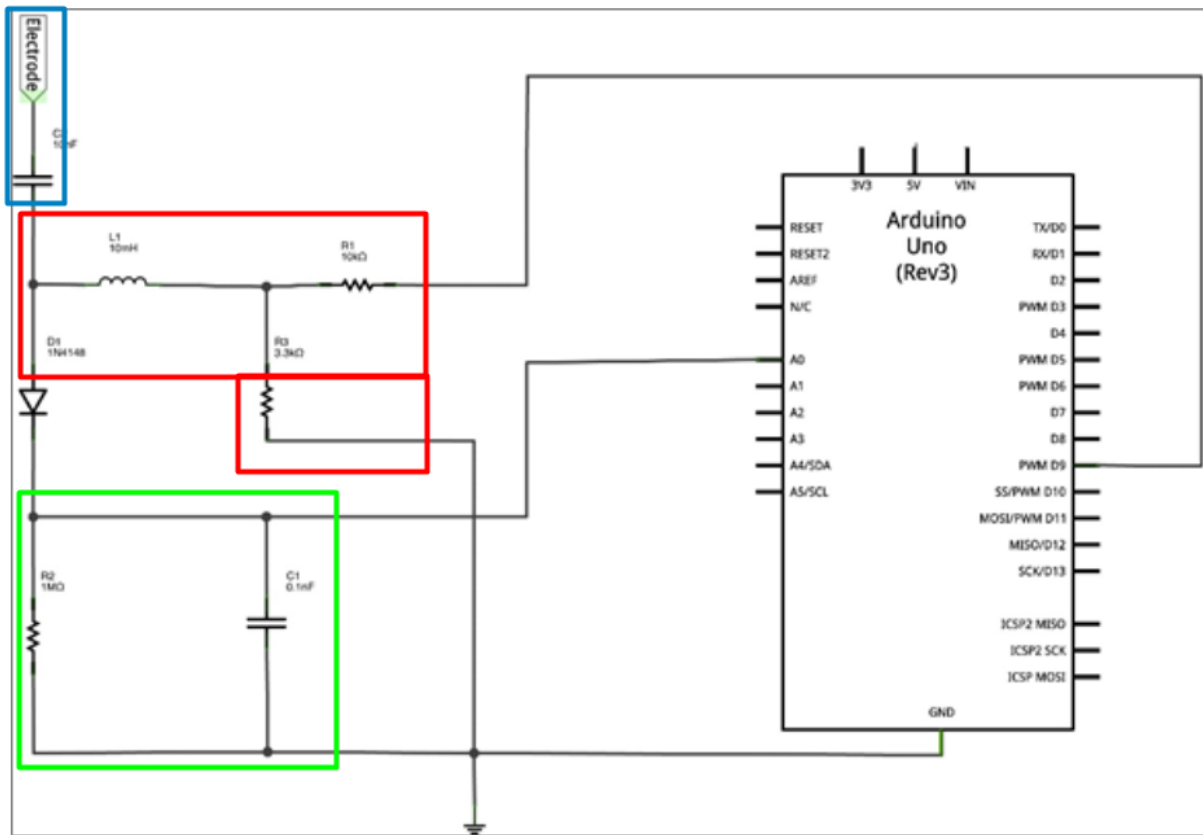 Electrode
L1
10mH
R1
10kΩ
D1
1N4148
R3
3.3kΩ
R2
1MΩ
C1
0.1nF
3V3
5V
VIN
Arduino
Uno
(Rev3)
RESET
RESET2
AREF
N/C
A0
A1
A2
A3
A4/SDA
A5/SCL
TX/D0
RX/D1
D2
PWM D3
D4
PWM D5
PWM D6
D7
D8
PWM D9
SS/PWM D10
MOSI/PWM D11
MISO/D12
SCK/D13
ICSP2 MISO
ICSP2 SCK
ICSP MOSI
GND